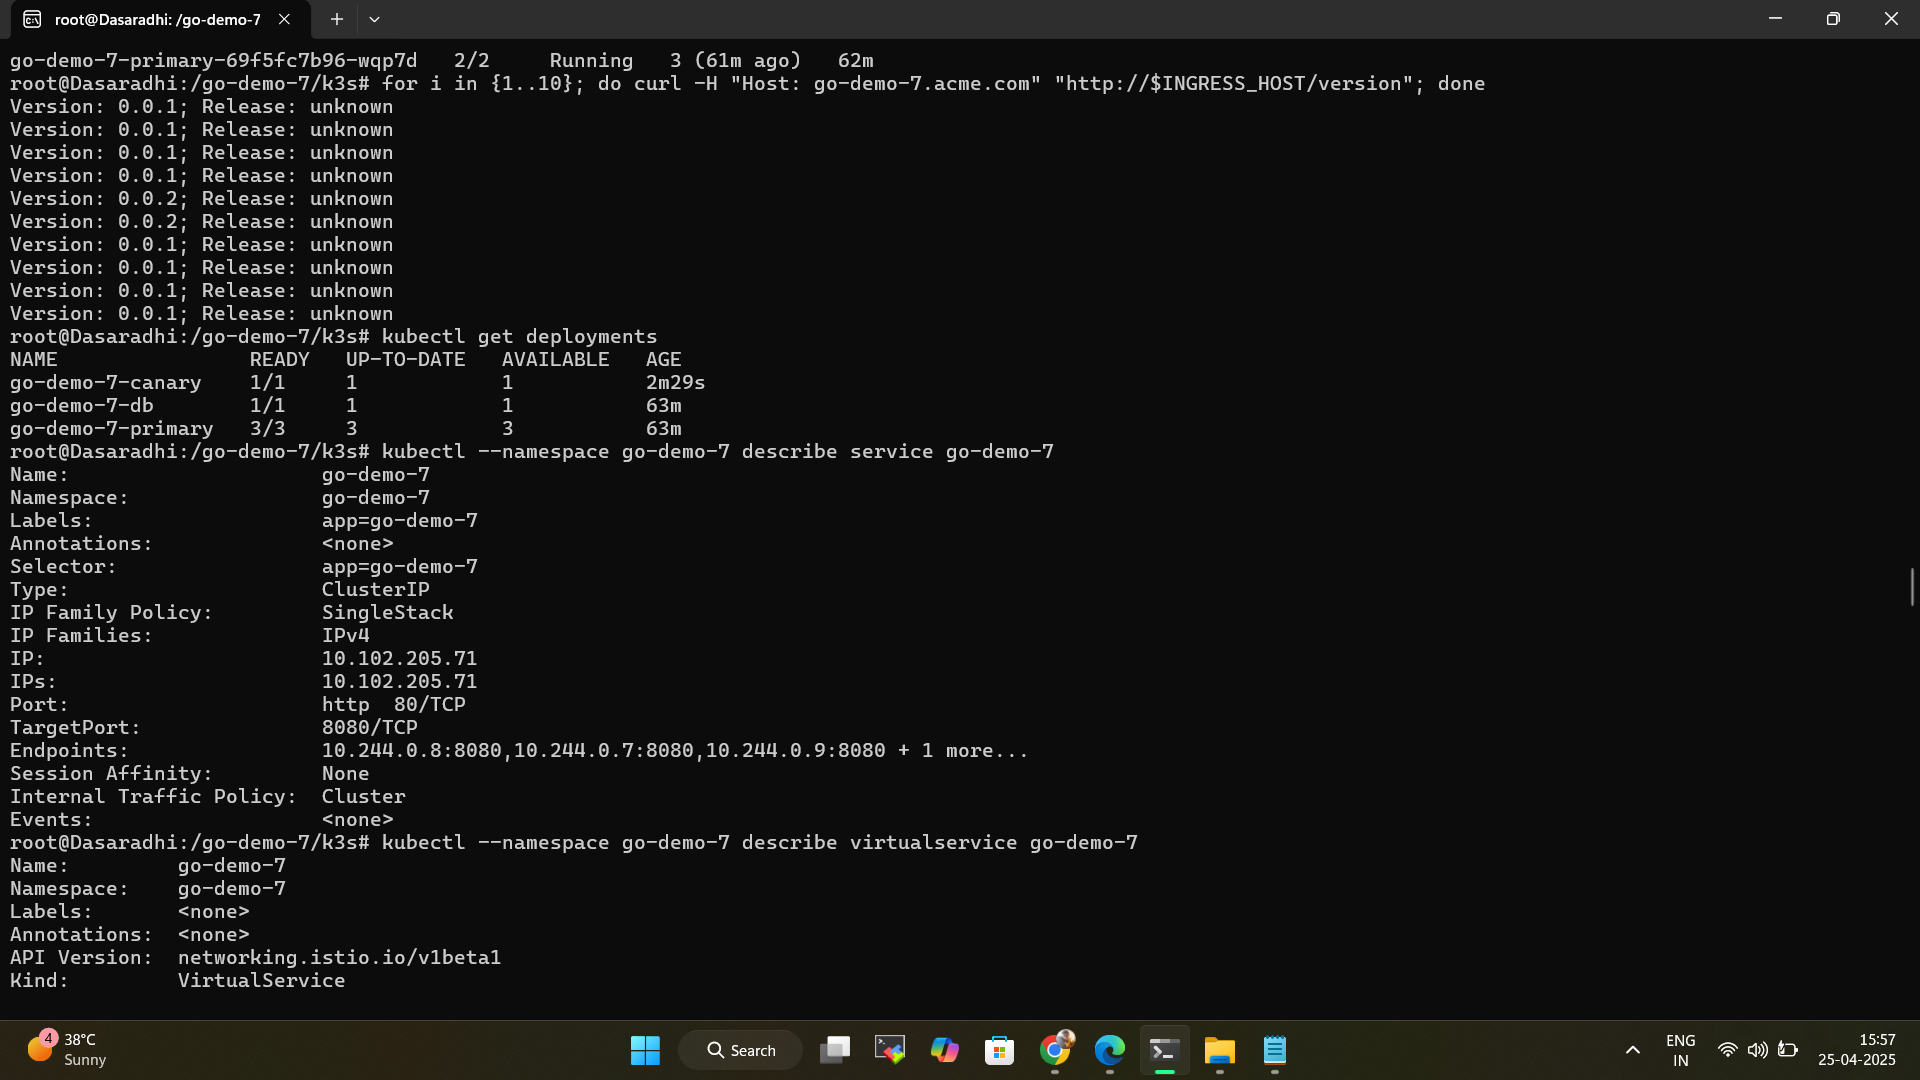 root@Dasaradhi: /go-demo-7
go-demo-7-primary-69f5fc7b96-wqp7d   2/2     Running   3 (61m ago)   62m
root@Dasaradhi:/go-demo-7/k3s# for i in {1..10}; do curl -H "Host: go-demo-7.acme.com" "http://$INGRESS_HOST/version"; done
Version: 0.0.1; Release: unknown
Version: 0.0.1; Release: unknown
Version: 0.0.1; Release: unknown
Version: 0.0.1; Release: unknown
Version: 0.0.2; Release: unknown
Version: 0.0.2; Release: unknown
Version: 0.0.1; Release: unknown
Version: 0.0.1; Release: unknown
Version: 0.0.1; Release: unknown
Version: 0.0.1; Release: unknown
root@Dasaradhi:/go-demo-7/k3s# kubectl get deployments
NAME                READY   UP-TO-DATE   AVAILABLE   AGE
go-demo-7-canary    1/1     1            1           2m29s
go-demo-7-db        1/1     1            1           63m
go-demo-7-primary   3/3     3            3           63m
root@Dasaradhi:/go-demo-7/k3s# kubectl --namespace go-demo-7 describe service go-demo-7
Name:                     go-demo-7
Namespace:                go-demo-7
Labels:                   app=go-demo-7
Annotations:              <none>
Selector:                 app=go-demo-7
Type:                     ClusterIP
IP Family Policy:         SingleStack
IP Families:              IPv4
IP:                       10.102.205.71
IPs:                      10.102.205.71
Port:                     http  80/TCP
TargetPort:               8080/TCP
Endpoints:                10.244.0.8:8080,10.244.0.7:8080,10.244.0.9:8080 + 1 more...
Session Affinity:         None
Internal Traffic Policy:  Cluster
Events:                   <none>
root@Dasaradhi:/go-demo-7/k3s# kubectl --namespace go-demo-7 describe virtualservice go-demo-7
Name:         go-demo-7
Namespace:    go-demo-7
Labels:       <none>
Annotations:  <none>
API Version:  networking.istio.io/v1beta1
Kind:         VirtualService
4
38°C
Sunny
Search
ENG
IN
15:57
25-04-2025